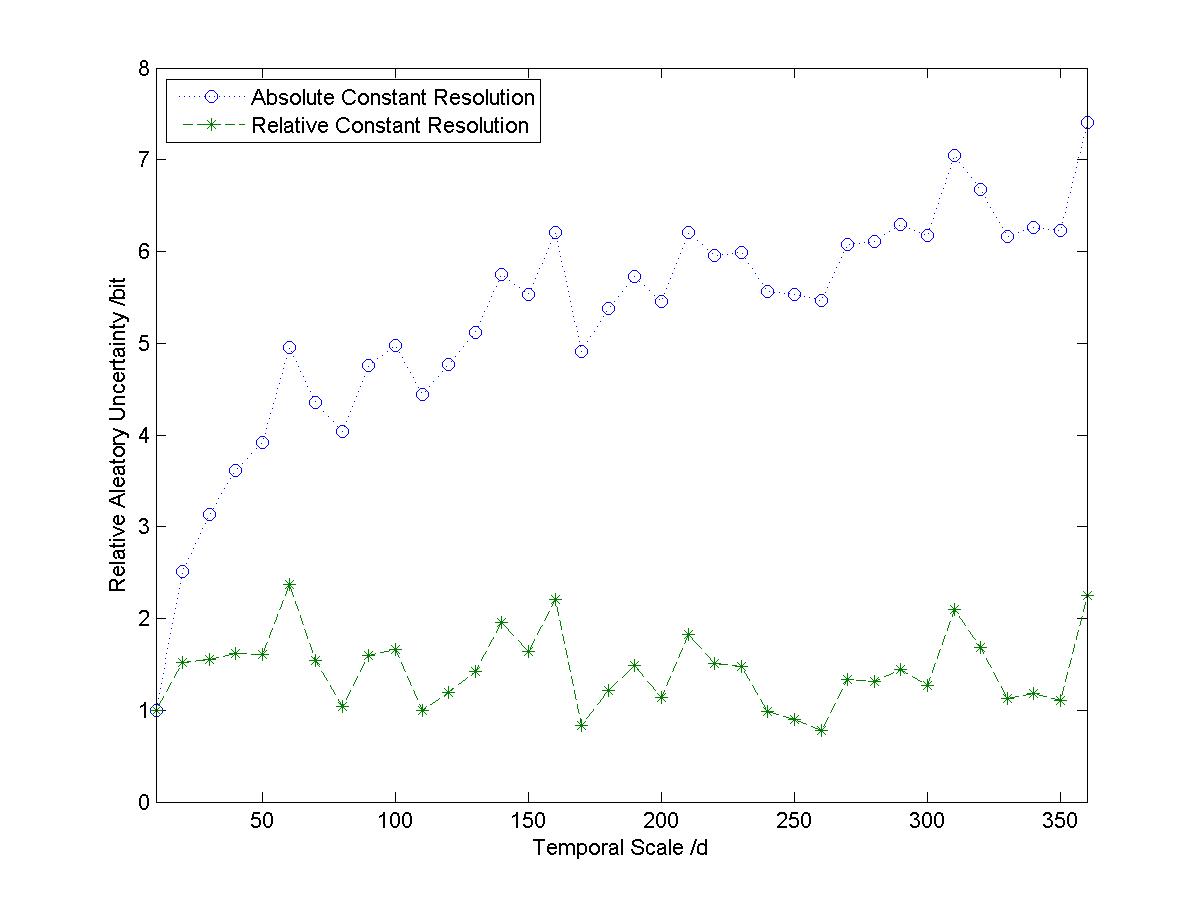 Absolute Constant Resolution
Relative Constant Resolution
Relative Aleatory Uncertainty /bit
8
7
6
5
4
3
2
1
0
50 100 150 200 250 300 350
Temporal Scale /d